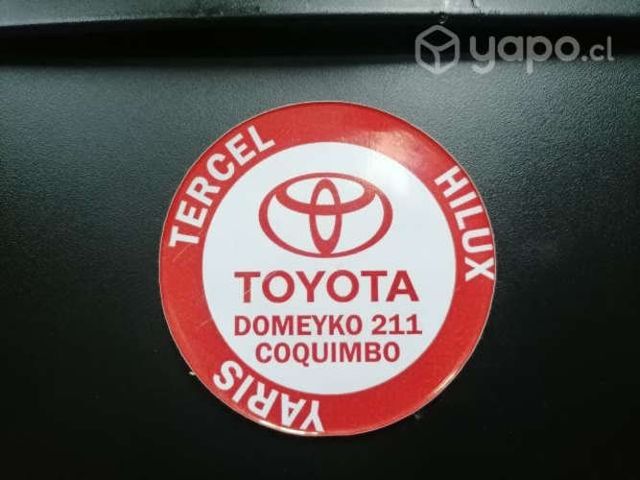 yapo.cl
TERCEL
HILUX
TOYOTA
DOMEYKO 211
COQUIMBO
YARIS